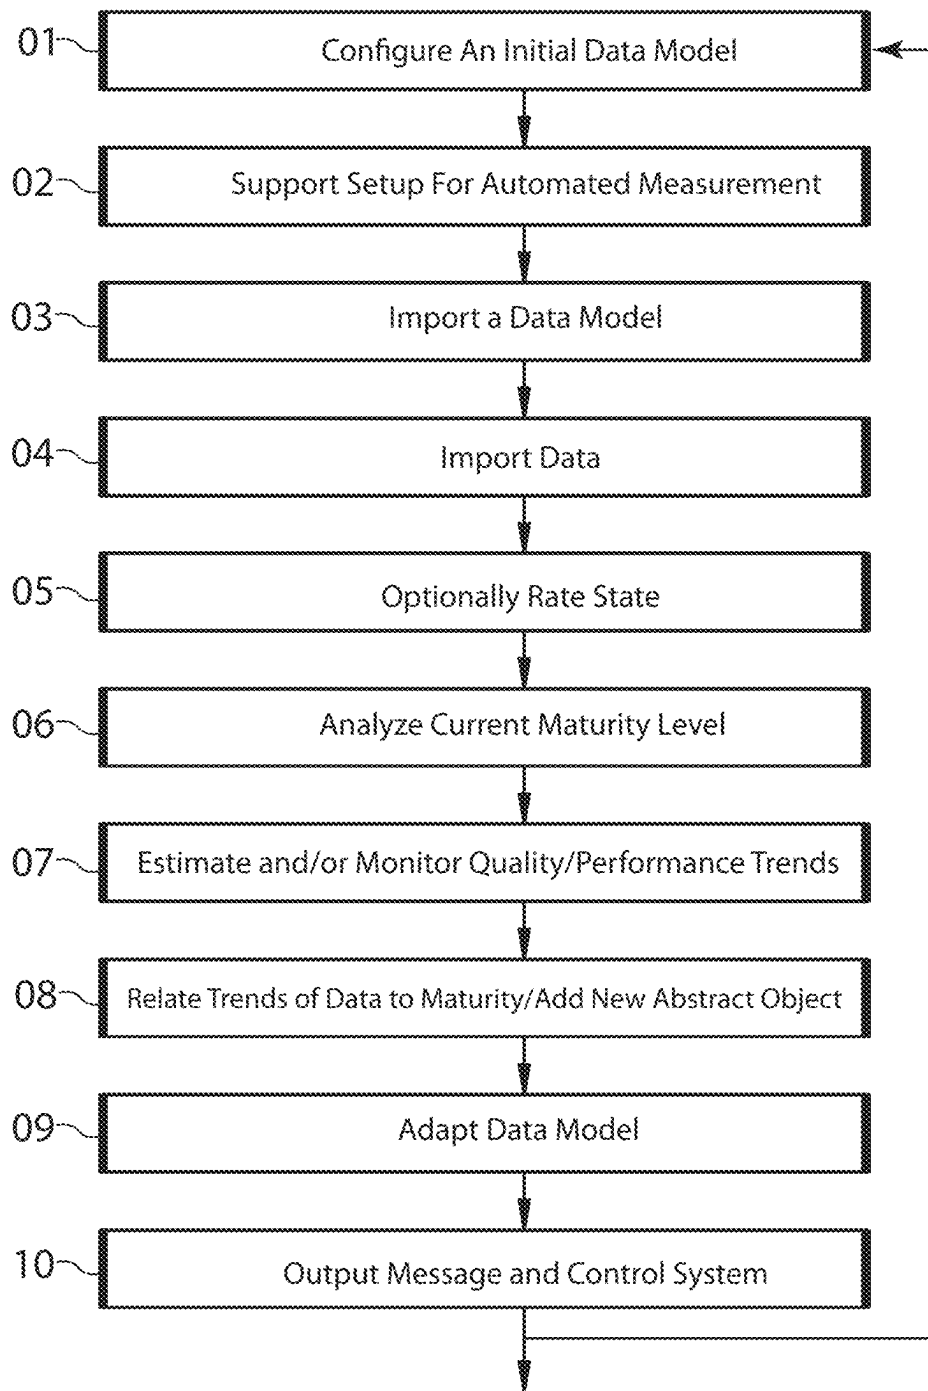 01 Configure An Initial Data Model
02 Support Setup For Automated Measurement
03 Import a Data Model
04 Import Data
05 Optionally Rate State
06 Analyze Current Maturity Level
07 Estimate and/or Monitor Quality/Performance Trends
08 Relate Trends of Data to Maturity/Add New Abstract Object
09 Adapt Data Model
10 Output Message and Control System